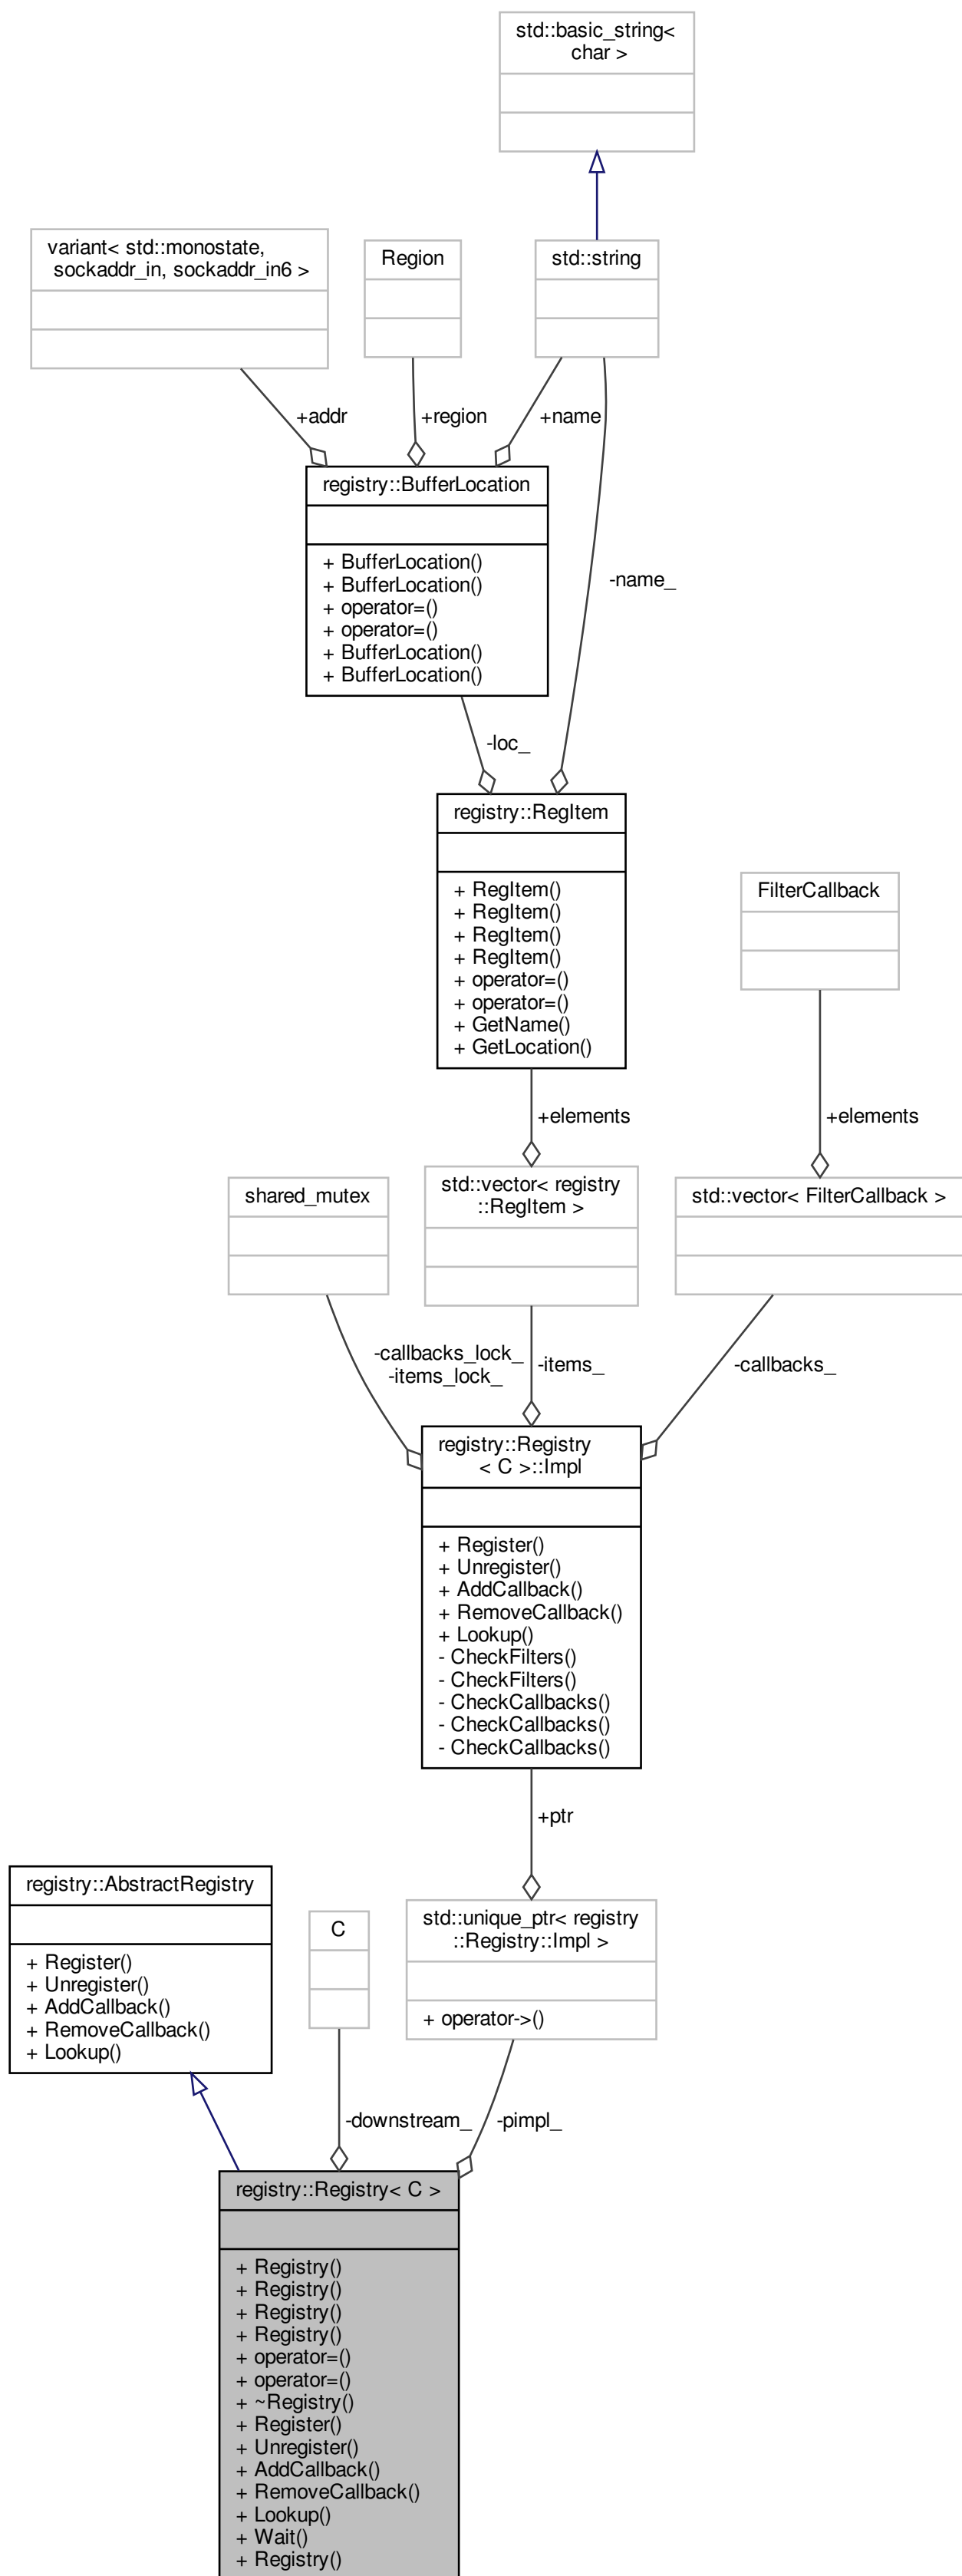 std::basic_string<
char >
variant< std::monostate,
sockaddr_in, sockaddr_in6 >
Region
std::string
+addr
+region
+name
registry::BufferLocation
+ BufferLocation()
+ BufferLocation()
+ operator=()
+ operator=()
+ BufferLocation()
+ BufferLocation()
-name_
-loc_
registry::RegItem
+ RegItem()
+ RegItem()
+ RegItem()
+ RegItem()
+ operator=()
+ operator=()
+ GetName()
+ GetLocation()
FilterCallback
+elements
+elements
shared_mutex
std::vector< registry
::RegItem >
std::vector< FilterCallback >
-callbacks_lock_
-items_lock_
-items_
-callbacks_
registry::Registry
< C >::Impl
+ Register()
+ Unregister()
+ AddCallback()
+ RemoveCallback()
+ Lookup()
- CheckFilters()
- CheckFilters()
- CheckCallbacks()
- CheckCallbacks()
- CheckCallbacks()
+ptr
registry::AbstractRegistry
+ Register()
+ Unregister()
+ AddCallback()
+ RemoveCallback()
+ Lookup()
C
std::unique_ptr< registry
::Registry::Impl >
+ operator->()
-downstream_
-pimpl_
registry::Registry< C >
+ Registry()
+ Registry()
+ Registry()
+ Registry()
+ operator=()
+ operator=()
+ ~Registry()
+ Register()
+ Unregister()
+ AddCallback()
+ RemoveCallback()
+ Lookup()
+ Wait()
+ Registry()